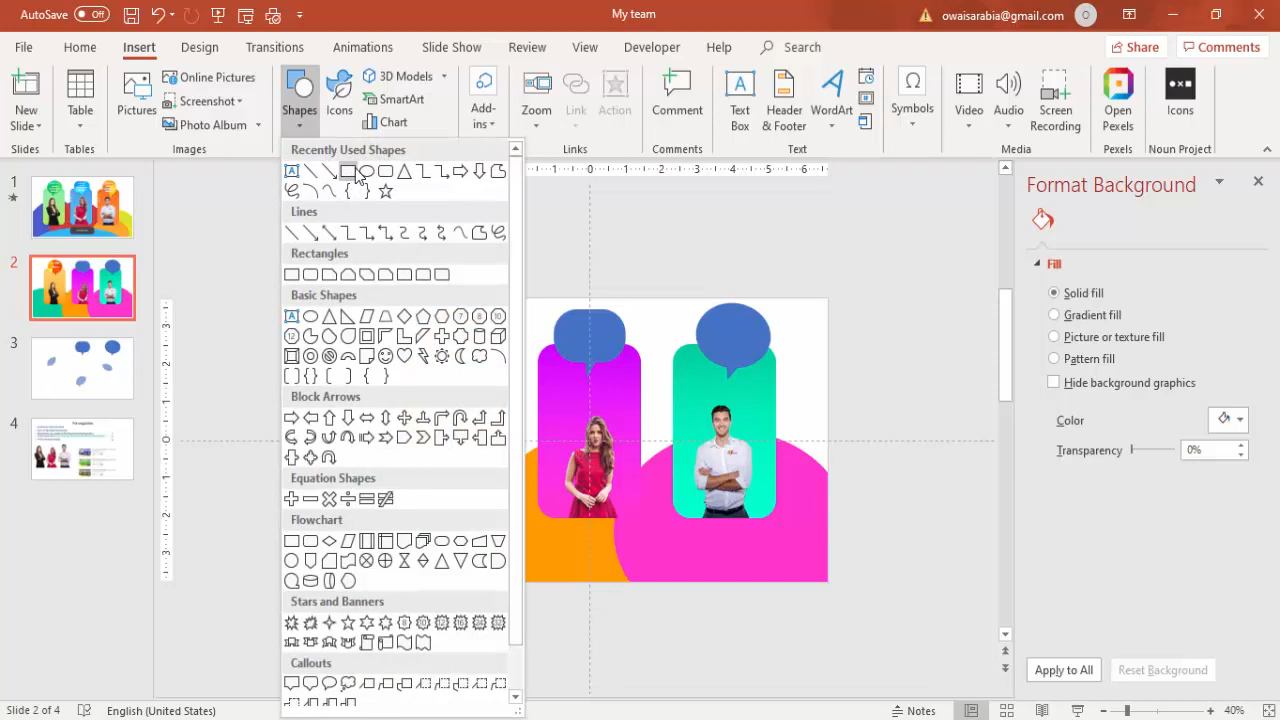 AutoSave Off
My team
owaisarabia@gmail.com
O
File Home Insert Design Transitions Animations Slide Show Review View Developer Help Search
Share Comments
New Slide
Table
Pictures
Online Pictures
Screenshot
Photo Album
Shapes
Icons
3D Models
SmartArt
Chart
Add-ins
Zoom
Link
Action
Comment
Text Box
Header & Footer
WordArt
Symbols
Video
Audio
Screen Recording
Open Pexels
Icons
Slides Tables Images Links Comments Text Media Pexels Noun Project
Recently Used Shapes
Lines
Rectangles
Basic Shapes
Block Arrows
Equation Shapes
Flowchart
Stars and Banners
Callouts
1
2
3
4
Format Background
Fill
Solid fill
Gradient fill
Picture or texture fill
Pattern fill
Hide background graphics
Color
Transparency 0%
Apply to All Reset Background
Slide 2 of 4 English (United States) Notes 40%